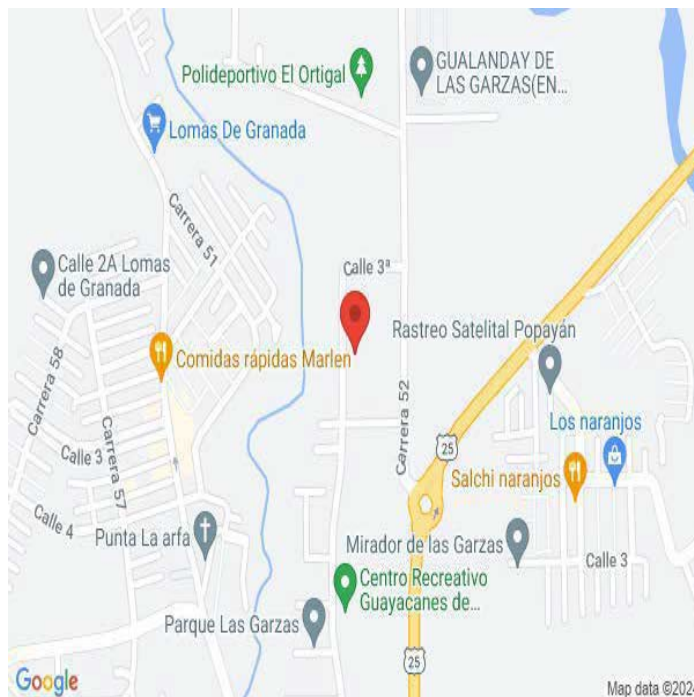 Polideportivo El Ortigal
GUALANDAY DE
LAS GARZAS(EN...
Lomas De Granada
Carrera 51
Calle 2A Lomas
de Granada
Calle 3ª
Rastreo Satelital Popayán
Comidas rápidas Marlen
Carrera 58
Carrera 57
Carrera 52
Calle 3
Calle 4
25
Los naranjos
Salchi naranjos
Punta La arfa
Mirador de las Garzas
Calle 3
Centro Recreativo
Guayacanes de...
Parque Las Garzas
25
Google
Map data ©202